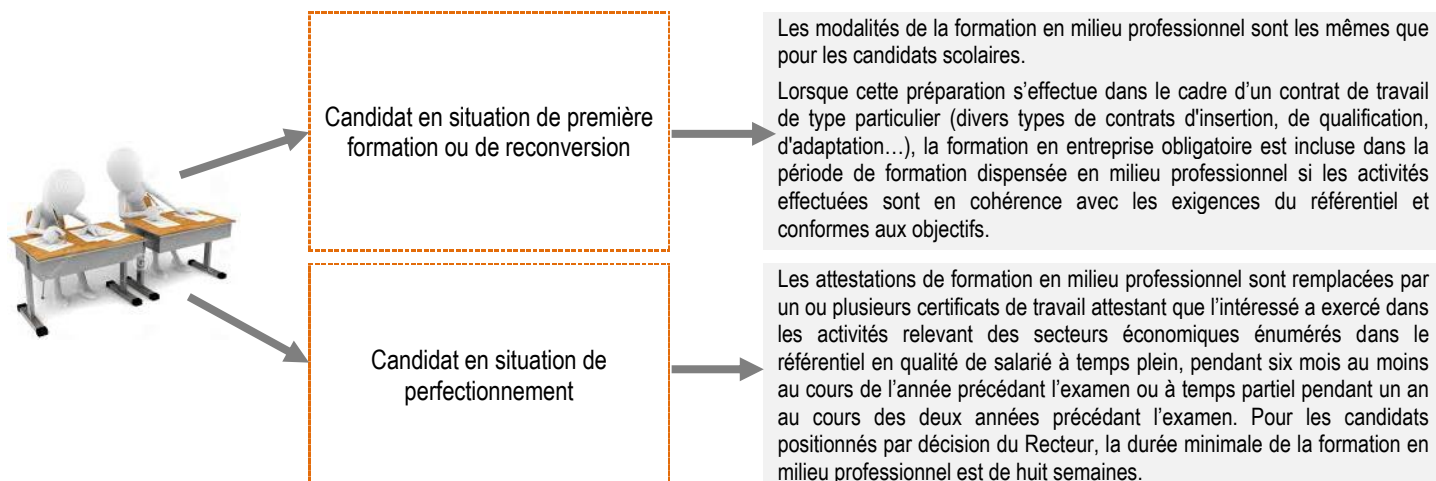 Les modalités de la formation en milieu professionnel sont les mêmes que
pour les candidats scolaires.
Lorsque cette préparation s’effectue dans le cadre d’un contrat de travail
de type particulier (divers types de contrats d'insertion, de qualification,
d'adaptation…), la formation en entreprise obligatoire est incluse dans la
période de formation dispensée en milieu professionnel si les activités
effectuées sont en cohérence avec les exigences du référentiel et
conformes aux objectifs.
Candidat en situation de première
formation ou de reconversion
Les attestations de formation en milieu professionnel sont remplacées par
un ou plusieurs certificats de travail attestant que l’intéressé a exercé dans
les activités relevant des secteurs économiques énumérés dans le
référentiel en qualité de salarié à temps plein, pendant six mois au moins
au cours de l’année précédant l’examen ou à temps partiel pendant un an
au cours des deux années précédant l’examen. Pour les candidats
positionnés par décision du Recteur, la durée minimale de la formation en
milieu professionnel est de huit semaines.
Candidat en situation de
perfectionnement